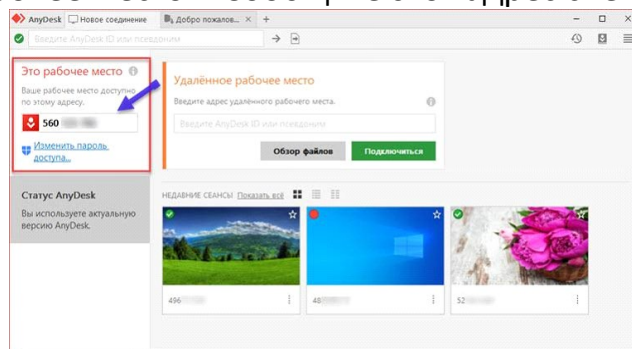 AnyDesk
Новое соединение
Добро пожалов...
Введите AnyDesk ID или псевдоним
Это рабочее место
Ваше рабочее место доступно
по этому адресу.
560
Изменить пароль
доступа...
Статус AnyDesk
Вы используете актуальную
версию AnyDesk.
Удалённое рабочее место
Введите адрес удалённого рабочего места.
Введите AnyDesk ID или псевдоним
Обзор файлов
Подключиться
НЕДАВНИЕ СЕАНСЫ Показать всё
496
48
52